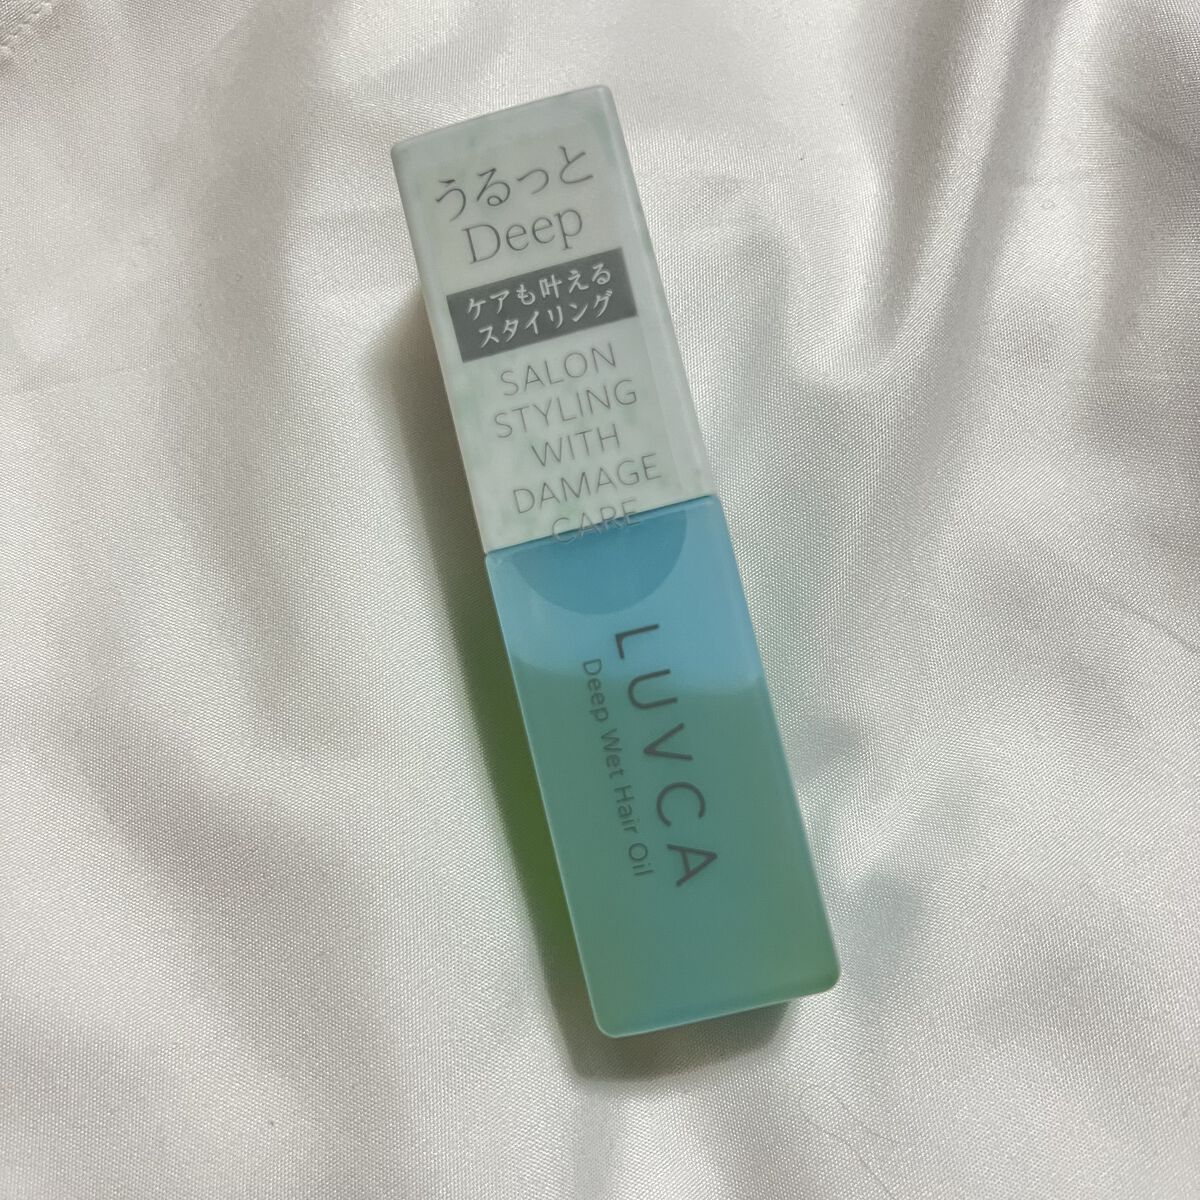 うるっと
Deep
ケアも叶える
スタイリング
SALON
STYLING
WITH
DAMAGE
CARE
LUVCA
Deep Wet Hair Oil